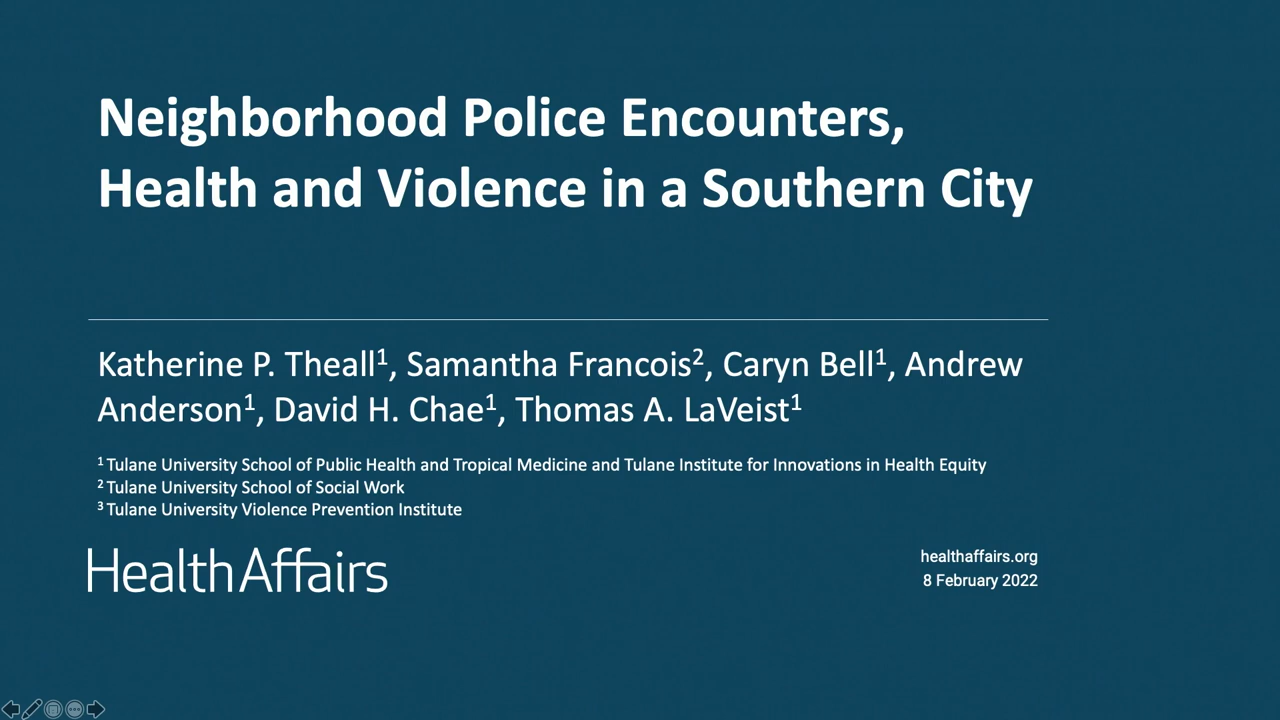 Neighborhood Police Encounters,
Health and Violence in a Southern City
Katherine P. Theall¹, Samantha Francois², Caryn Bell¹, Andrew
Anderson¹, David H. Chae¹, Thomas A. LaVeist¹
¹ Tulane University School of Public Health and Tropical Medicine and Tulane Institute for Innovations in Health Equity
² Tulane University School of Social Work
³ Tulane University Violence Prevention Institute
HealthAffairs
healthaffairs.org
8 February 2022